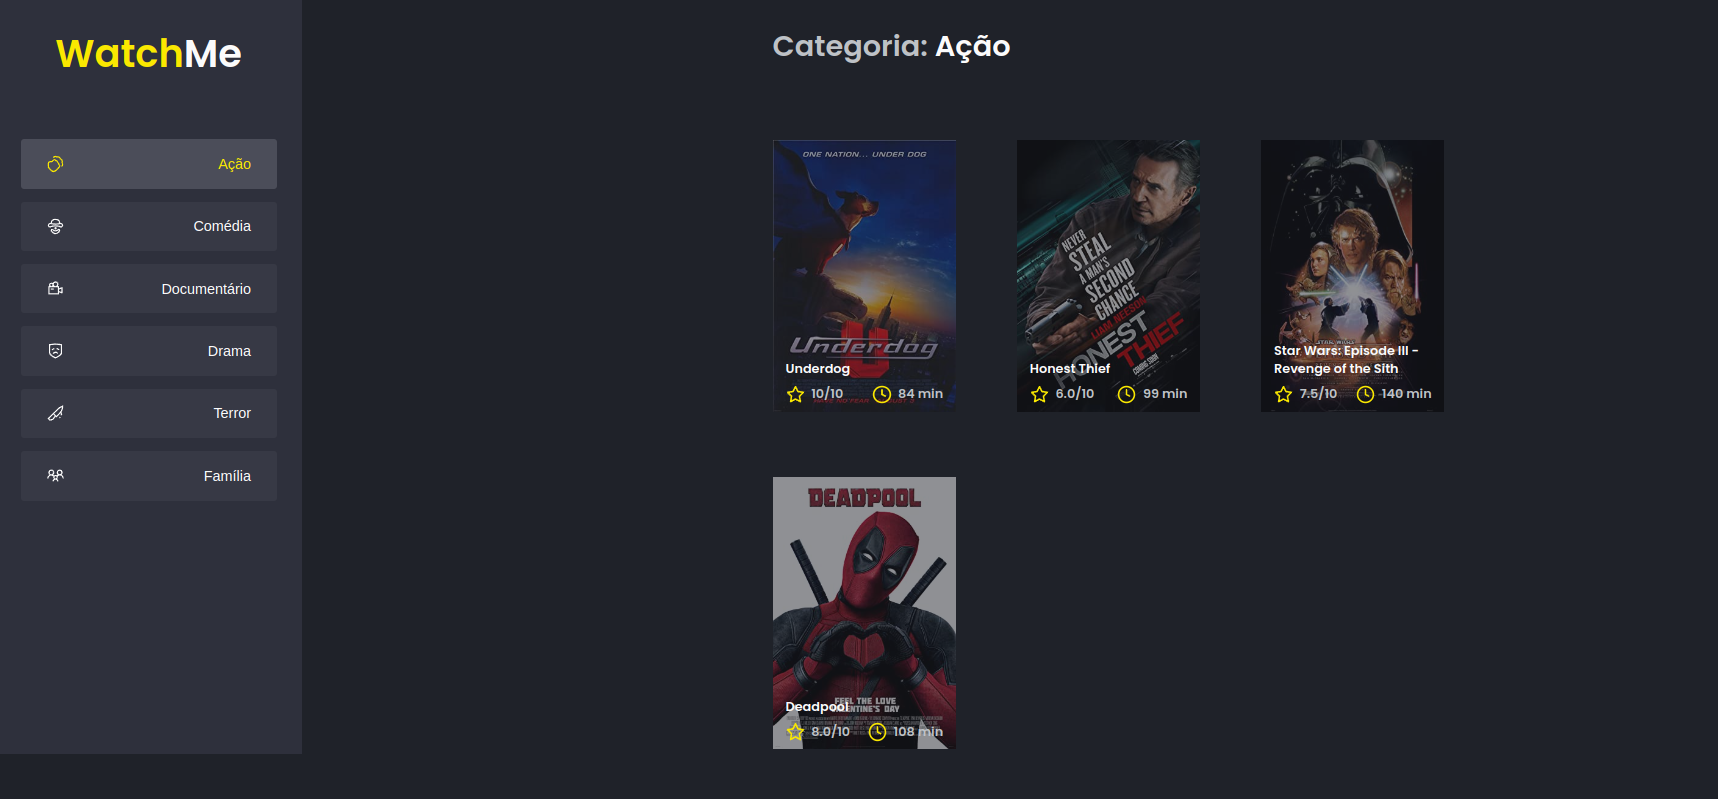 WatchMe
Categoria: Ação
Ação
Comédia
Documentário
Drama
Terror
Família
ONE NATION... UNDER DOG
Underdog
Underdog
10/10
84 min
NEVER
STEAL
A MAN'S
SECOND
CHANCE
LIAM NEESON
HONEST
THIEF
COMING SOON
Honest Thief
6.0/10
99 min
STAR WARS
Star Wars: Episode III -
Revenge of the Sith
7.5/10
140 min
DEADPOOL
FEEL THE LOVE
VALENTINE'S DAY
Deadpool
8.0/10
108 min